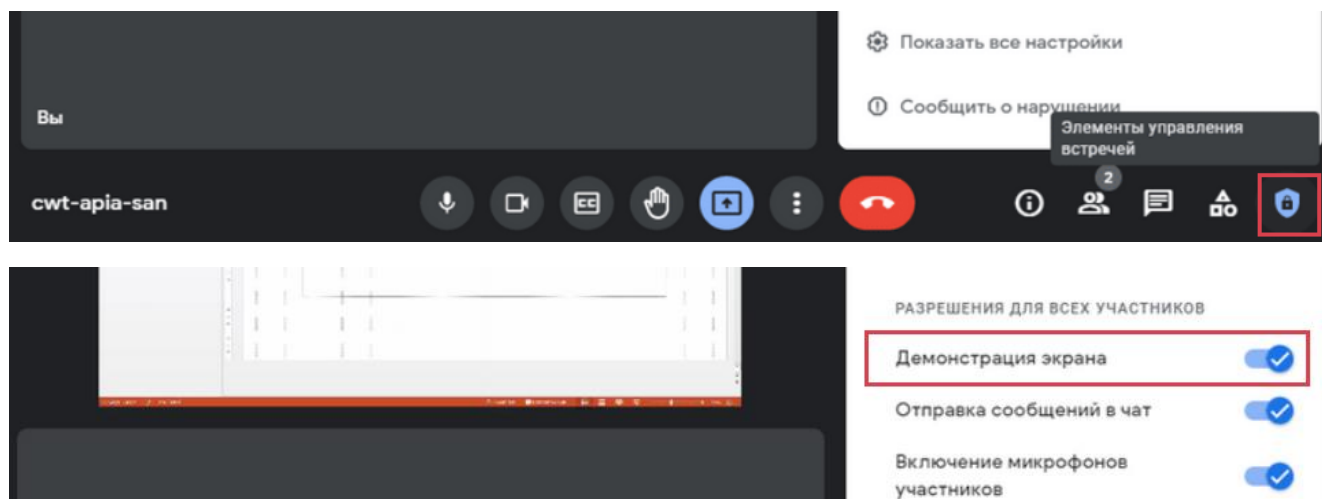 Показать все настройки
Сообщить о нарушении
Вы
Элементы управления
встречей
2
cwt-apia-san
CC
РАЗРЕШЕНИЯ ДЛЯ ВСЕХ УЧАСТНИКОВ
Демонстрация экрана
Отправка сообщений в чат
Включение микрофонов
участников